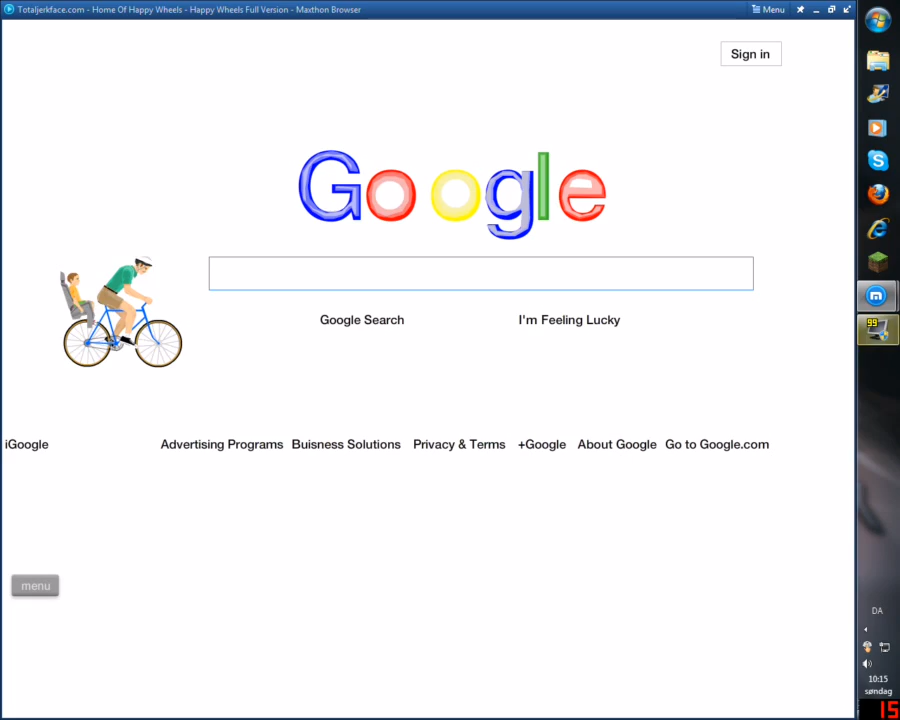 Totaljerkface.com - Home Of Happy Wheels - Happy Wheels Full Version - Maxthon Browser
Menu
Sign in
Google
Google Search
I'm Feeling Lucky
iGoogle
Advertising Programs
Buisness Solutions
Privacy & Terms
+Google
About Google
Go to Google.com
menu
99
DA
10:15
søndag
15